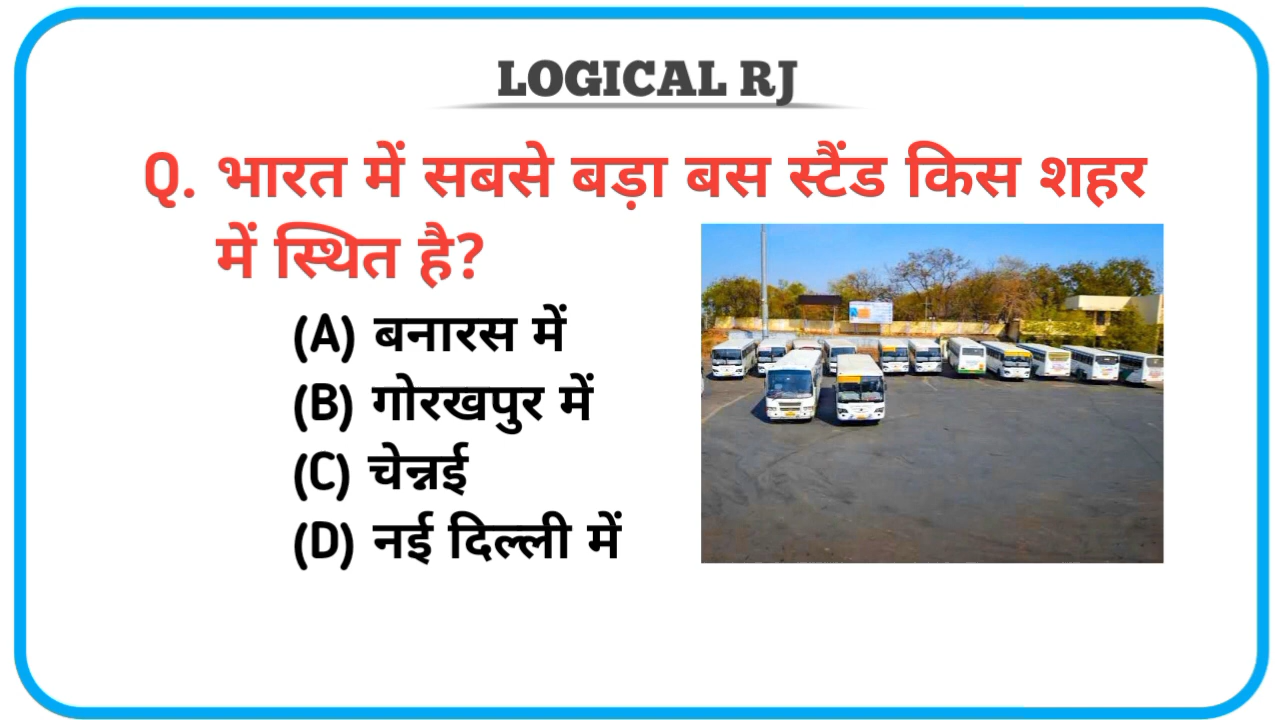 LOGICAL RJ
Q. भारत में सबसे बड़ा बस स्टैंड किस शहर
में स्थित है?
(A) बनारस में
(B) गोरखपुर में
(C) चेन्नई
(D) नई दिल्ली में